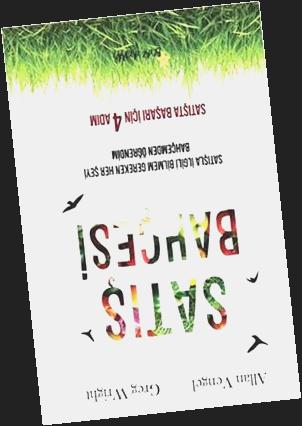 Allan Vengel
Greg Wright
SATIŞ
BAHÇESİ
SATIŞLA İLGİLİ BİLMEM GEREKEN HER ŞEYİ
BAHÇEMDEN ÖĞRENDİM
SATIŞTA BAŞARI İÇİN 4 ADIM